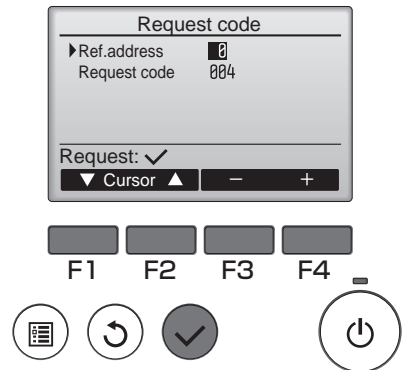 Request code
Ref.address 0
Request code 004
Request: ✓
▼ Cursor ▲ − +
F1 F2 F3 F4